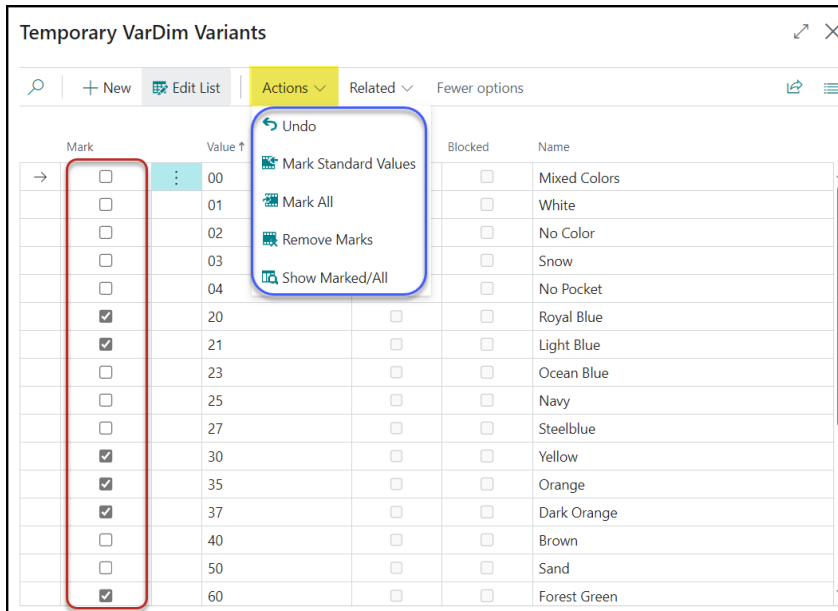 Temporary VarDim Variants
New Edit List Actions Related Fewer options
Undo
Mark Standard Values
Mark All
Remove Marks
Show Marked/All
Mark Value Blocked Name
00 Mixed Colors
01 White
02 No Color
03 Snow
04 No Pocket
20 Royal Blue
21 Light Blue
23 Ocean Blue
25 Navy
27 Steelblue
30 Yellow
35 Orange
37 Dark Orange
40 Brown
50 Sand
60 Forest Green